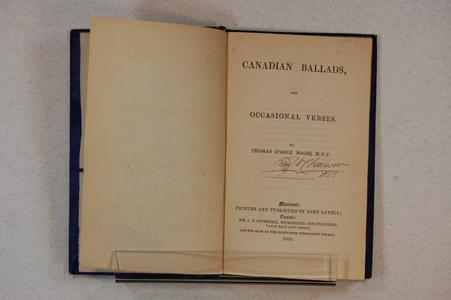 CANADIAN BALLADS,
AND
OCCASIONAL VERSES.
BY
THOMAS D'ARCY McGEE, M.P.P.
Montreal:
PRINTED AND PUBLISHED BY JOHN LOVELL;
Toronto:
AND FOR SALE AT THE BOOKSTORES THROUGHOUT CANADA.
1858.